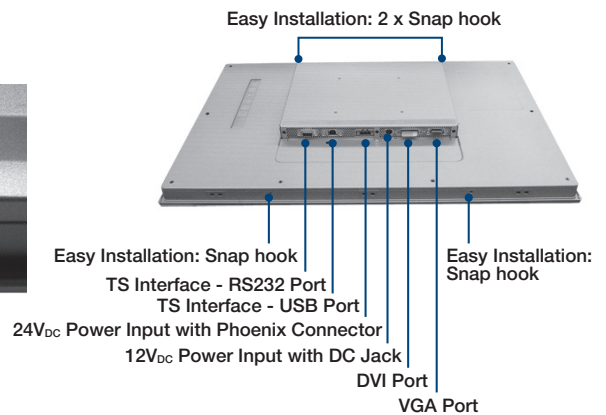 Easy Installation: 2 x Snap hook
Easy Installation: Snap hook
Easy Installation:
Snap hook
TS Interface - RS232 Port
TS Interface - USB Port
24VDC Power Input with Phoenix Connector
12VDC Power Input with DC Jack
DVI Port
VGA Port